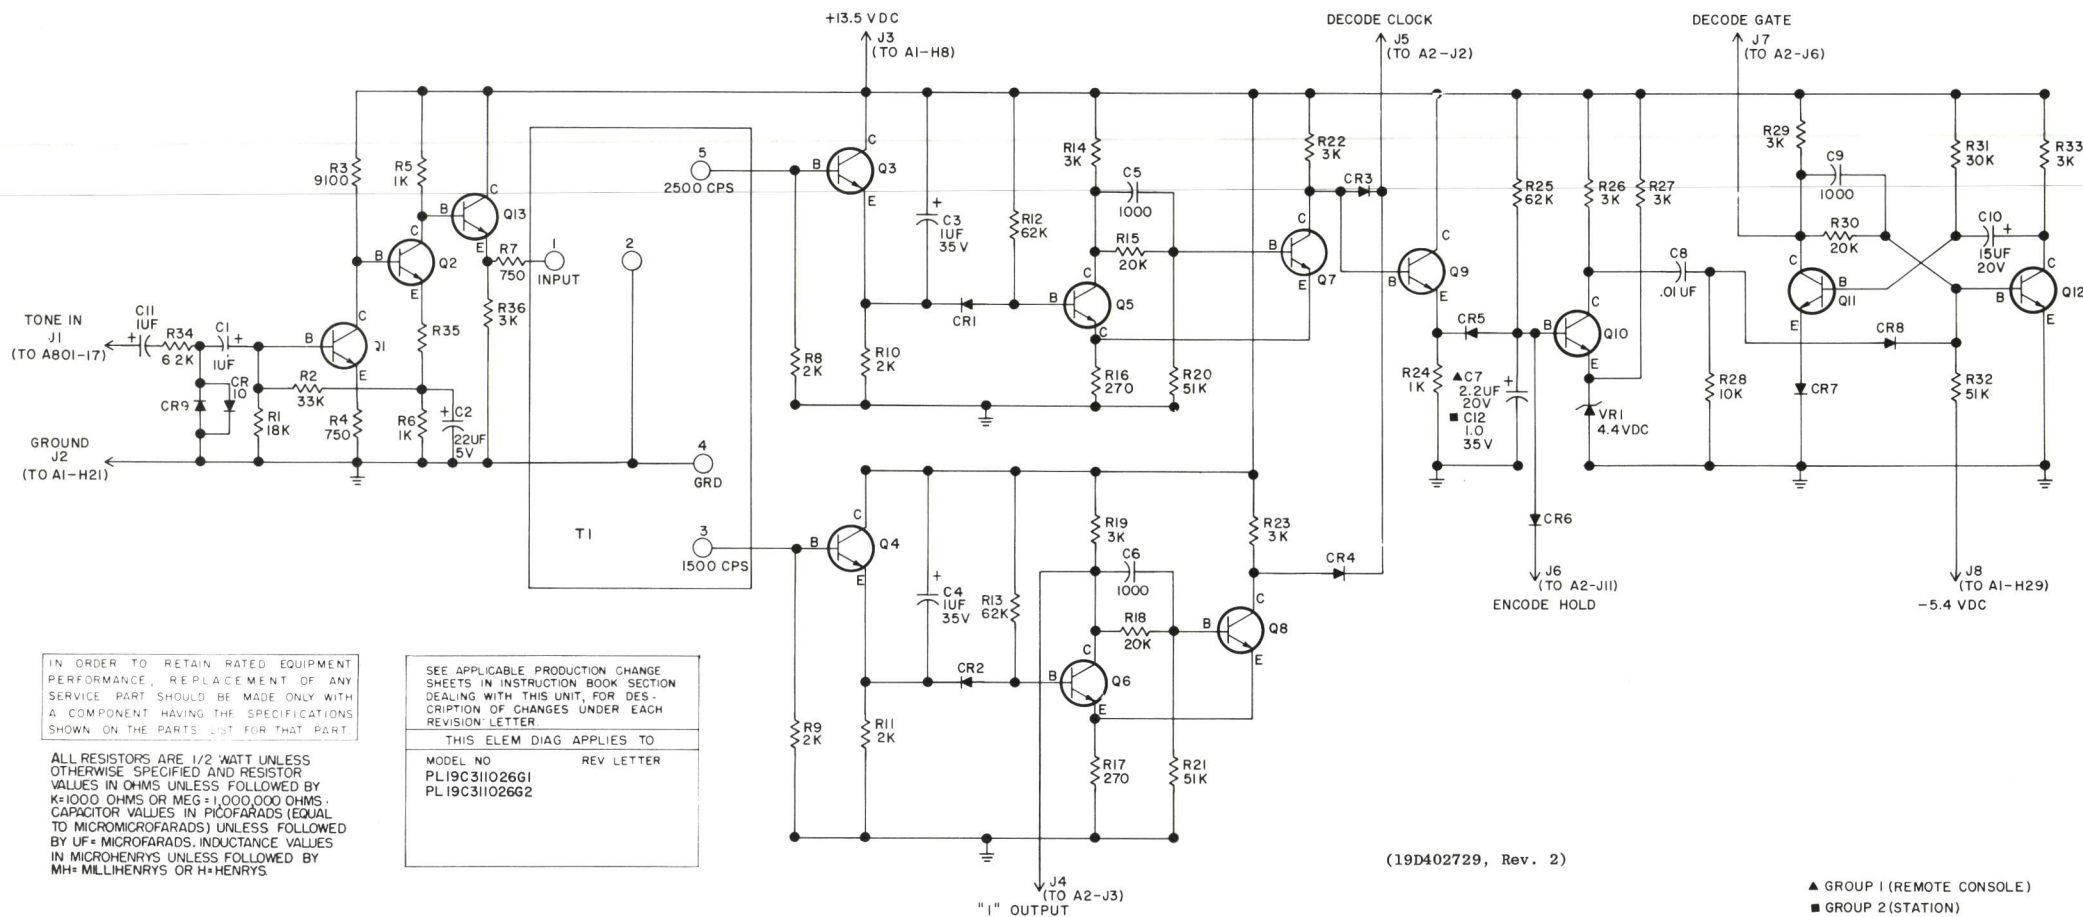 +13.5 VDC
J3
(TO A1-H8)
DECODE CLOCK
J5
(TO A2-J2)
DECODE GATE
J7
(TO A2-J6)
R3
9100
R5
1K
C
B
Q13
E
C
B
Q2
E
R7
750
1
INPUT
2
R36
3K
5
2500 CPS
TONE IN
J1
(TO A801-17)
C11
1UF
+
R34
6.2K
C1
+
1UF
C
B
Q1
E
R35
CR9
CR
10
R2
33K
R1
18K
R4
750
R6
1K
+
C2
22UF
5V
GROUND
J2
(TO A1-H21)
4
GRD
T1
3
1500 CPS
C
B
Q3
E
R8
2K
R10
2K
+
C3
1UF
35V
R12
62K
CR1
R14
3K
C5
1000
R15
20K
C
B
Q5
C
R16
270
R20
51K
R22
3K
C
B
Q7
E
CR3
C
B
Q9
E
R24
1K
CR5
▲ C7
2.2UF
20V
■ C12
1.0
35V
+
R25
62K
R26
3K
R27
3K
C
B
Q10
E
VR1
4.4VDC
C8
.01UF
R28
10K
R29
3K
C9
1000
R30
20K
R31
30K
R33
3K
C10
+
15UF
20V
C
B
Q11
E
C
B
Q12
E
CR7
CR8
R32
51K
CR6
J6
(TO A2-J11)
ENCODE HOLD
J8
(TO A1-H29)
-5.4 VDC
C
B
Q4
E
R9
2K
R11
2K
+
C4
1UF
35V
R13
62K
CR2
R19
3K
C6
1000
R18
20K
C
B
Q6
E
R17
270
R21
51K
R23
3K
C
B
Q8
E
CR4
J4
(TO A2-J3)
"1" OUTPUT
IN ORDER TO RETAIN RATED EQUIPMENT
PERFORMANCE, REPLACEMENT OF ANY
SERVICE PART SHOULD BE MADE ONLY WITH
A COMPONENT HAVING THE SPECIFICATIONS
SHOWN ON THE PARTS LIST FOR THAT PART.
ALL RESISTORS ARE 1/2 WATT UNLESS
OTHERWISE SPECIFIED AND RESISTOR
VALUES IN OHMS UNLESS FOLLOWED BY
K=1000 OHMS OR MEG=1,000,000 OHMS.
CAPACITOR VALUES IN PICOFARADS (EQUAL
TO MICROMICROFARADS) UNLESS FOLLOWED
BY UF= MICROFARADS. INDUCTANCE VALUES
IN MICROHENRYS UNLESS FOLLOWED BY
MH= MILLIHENRYS OR H=HENRYS.
SEE APPLICABLE PRODUCTION CHANGE
SHEETS IN INSTRUCTION BOOK SECTION
DEALING WITH THIS UNIT, FOR DES-
CRIPTION OF CHANGES UNDER EACH
REVISION LETTER.
THIS ELEM DIAG APPLIES TO
MODEL NO REV LETTER
PL19C311026G1
PL19C311026G2
(19D402729, Rev. 2)
▲ GROUP 1 (REMOTE CONSOLE)
■ GROUP 2 (STATION)